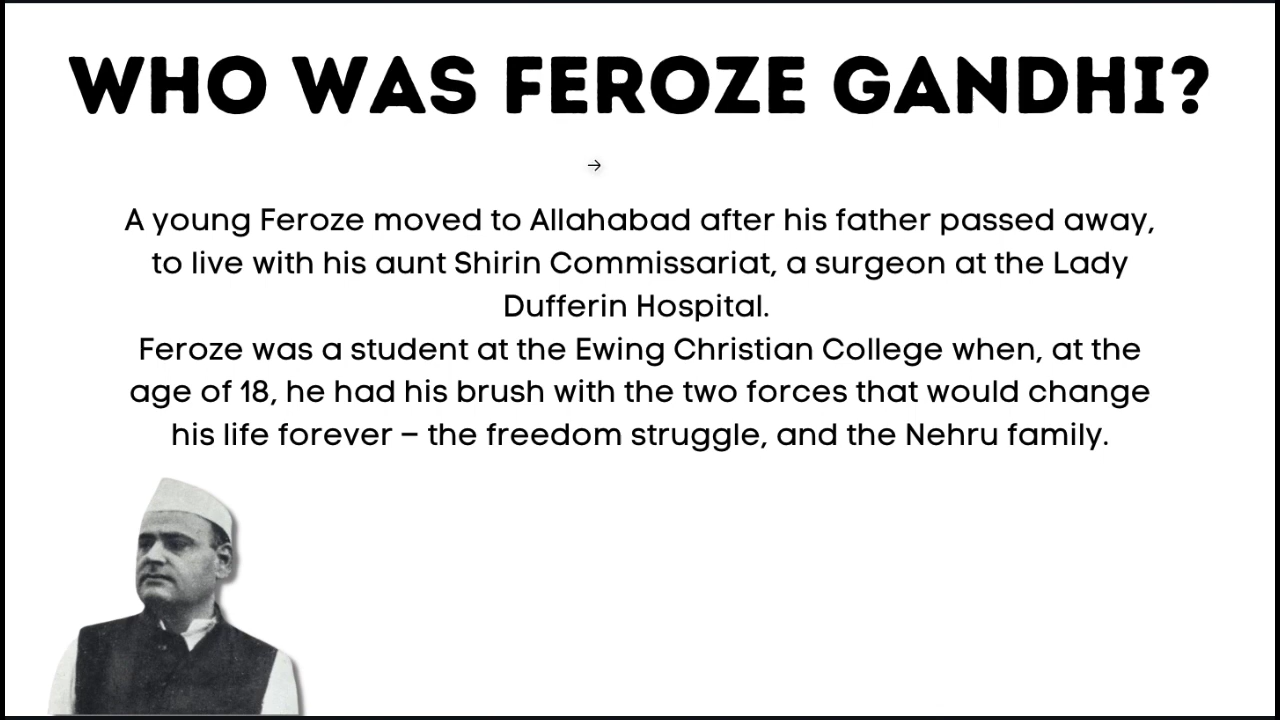 WHO WAS FEROZE GANDHI?
→
A young Feroze moved to Allahabad after his father passed away,
to live with his aunt Shirin Commissariat, a surgeon at the Lady
Dufferin Hospital.
Feroze was a student at the Ewing Christian College when, at the
age of 18, he had his brush with the two forces that would change
his life forever – the freedom struggle, and the Nehru family.